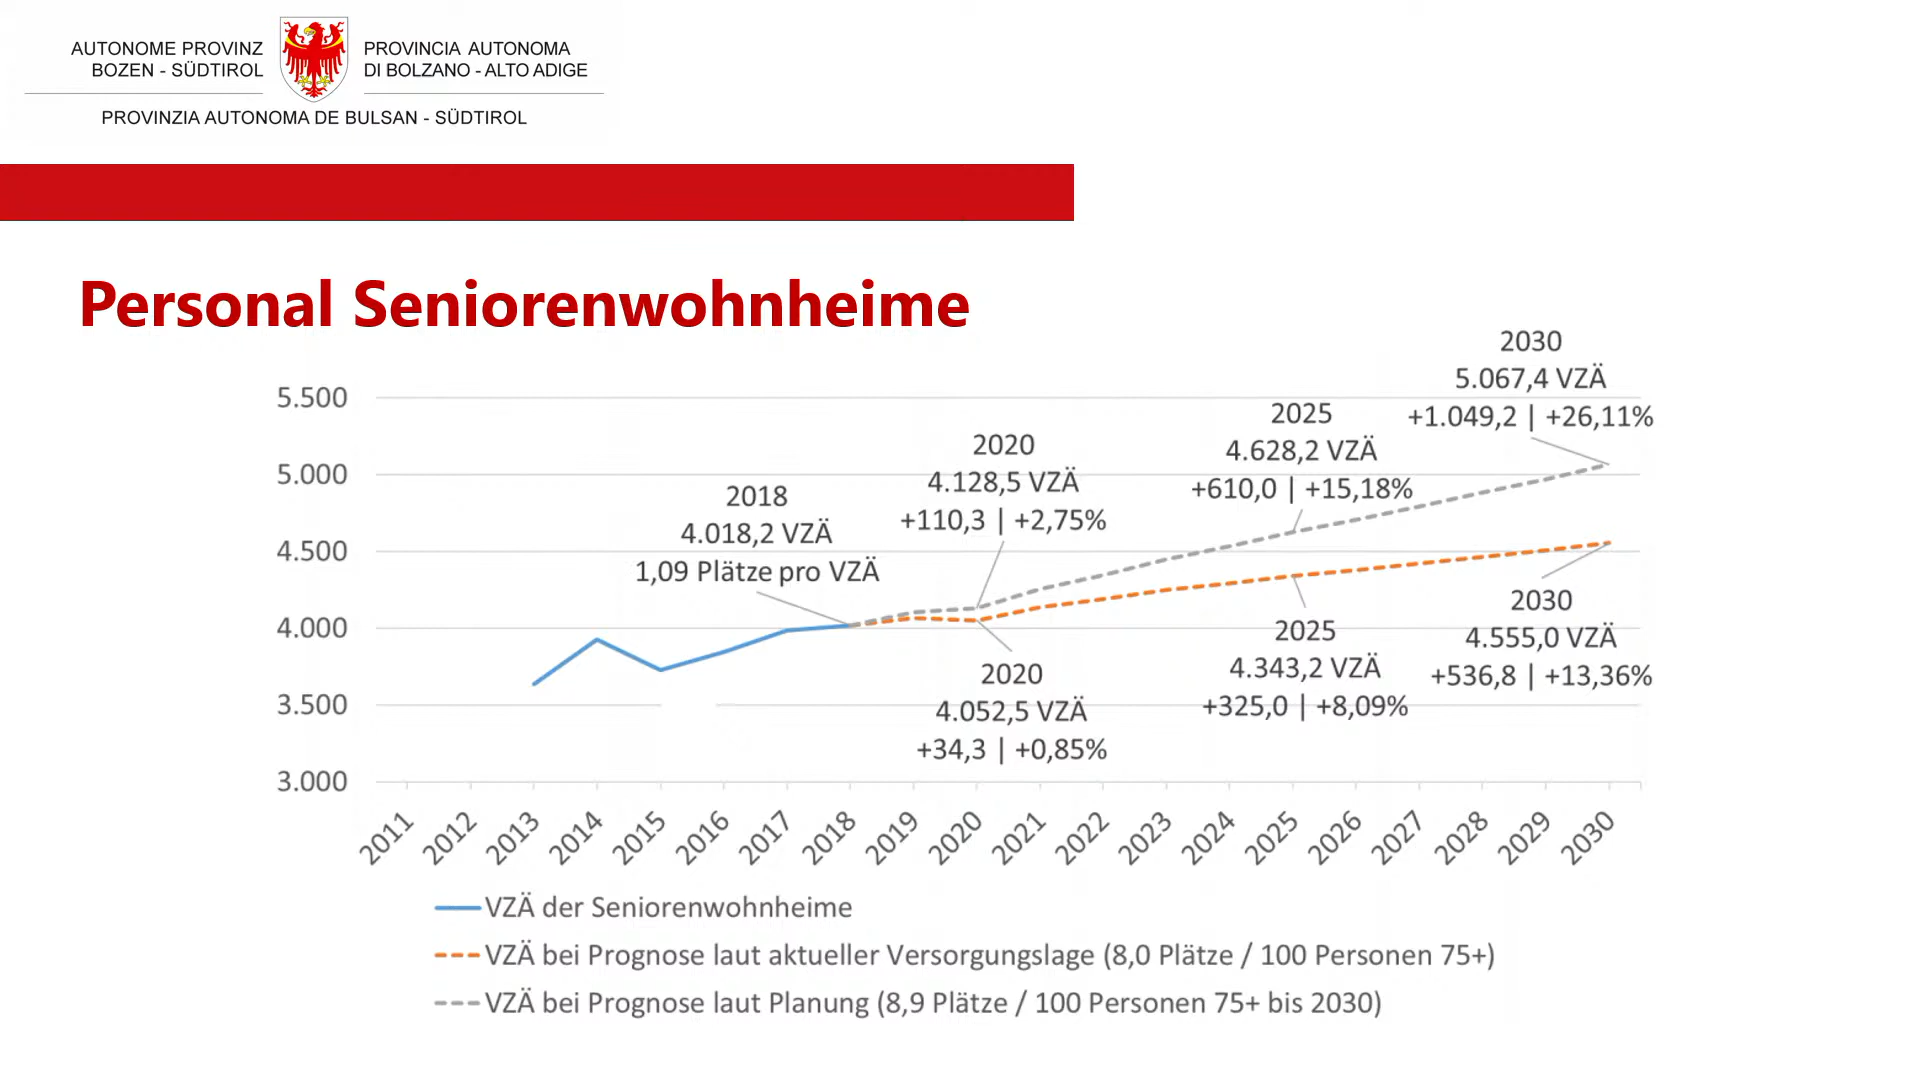 AUTONOME PROVINZ
BOZEN - SÜDTIROL
PROVINCIA AUTONOMA
DI BOLZANO - ALTO ADIGE
PROVINZIA AUTONOMA DE BULSAN - SÜDTIROL
Personal Seniorenwohnheime
5.500
5.000
4.500
4.000
3.500
3.000
2018
4.018,2 VZÄ
1,09 Plätze pro VZÄ
2020
4.128,5 VZÄ
+110,3 | +2,75%
2025
4.628,2 VZÄ
+610,0 | +15,18%
2030
5.067,4 VZÄ
+1.049,2 | +26,11%
2020
4.052,5 VZÄ
+34,3 | +0,85%
2025
4.343,2 VZÄ
+325,0 | +8,09%
2030
4.555,0 VZÄ
+536,8 | +13,36%
2011
2012
2013
2014
2015
2016
2017
2018
2019
2020
2021
2022
2023
2024
2025
2026
2027
2028
2029
2030
VZÄ der Seniorenwohnheime
VZÄ bei Prognose laut aktueller Versorgungslage (8,0 Plätze / 100 Personen 75+)
VZÄ bei Prognose laut Planung (8,9 Plätze / 100 Personen 75+ bis 2030)